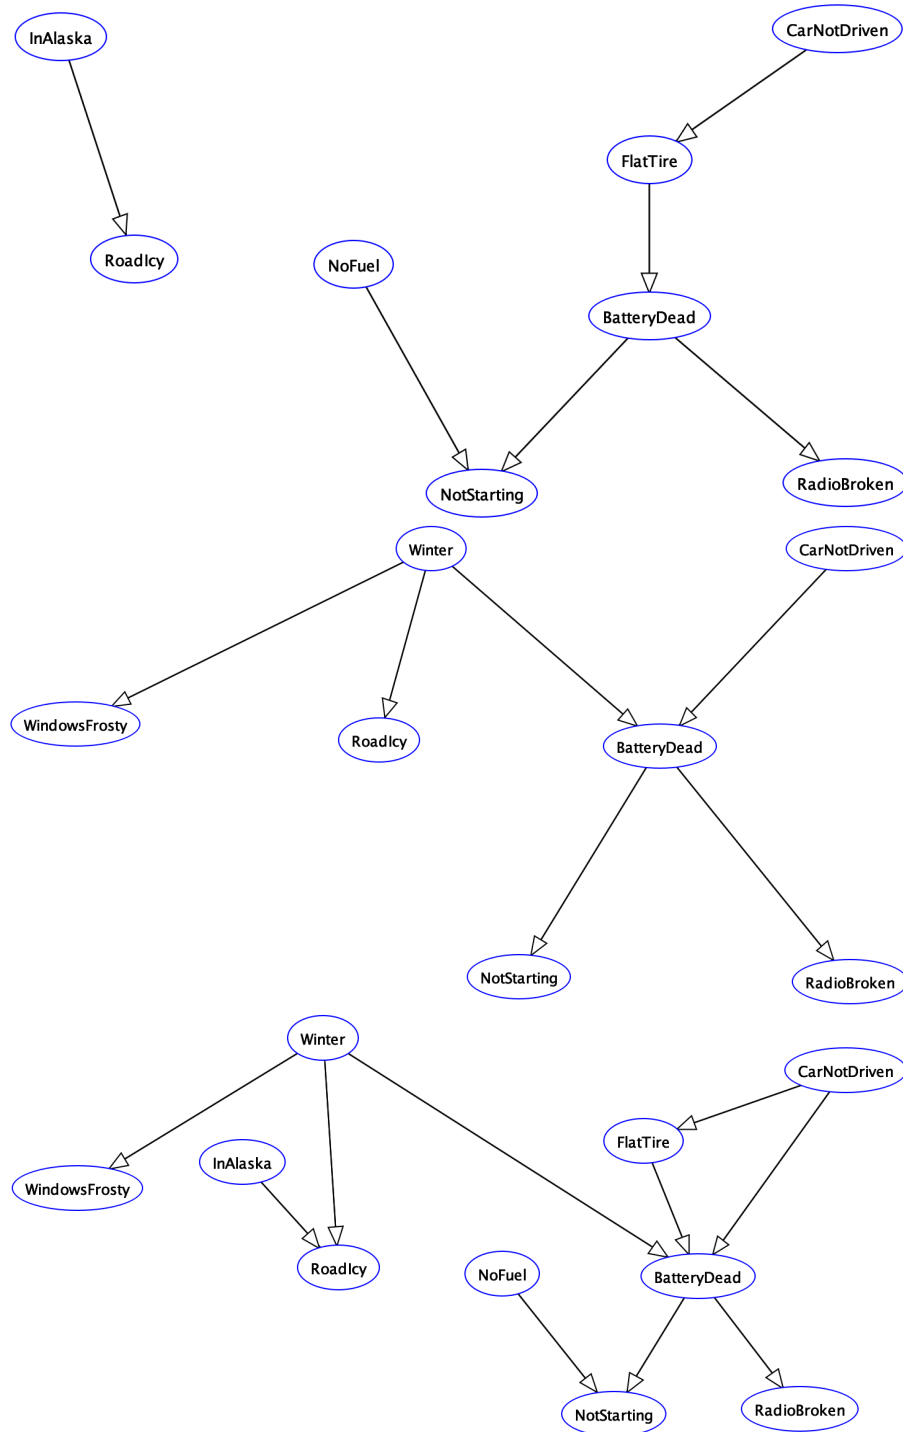 InAlaska
CarNotDriven
FlatTire
RoadIcy
NoFuel
BatteryDead
RadioBroken
NotStarting
Winter
CarNotDriven
WindowsFrosty
RoadIcy
BatteryDead
NotStarting
RadioBroken
Winter
CarNotDriven
FlatTire
InAlaska
WindowsFrosty
RoadIcy
NoFuel
BatteryDead
NotStarting
RadioBroken